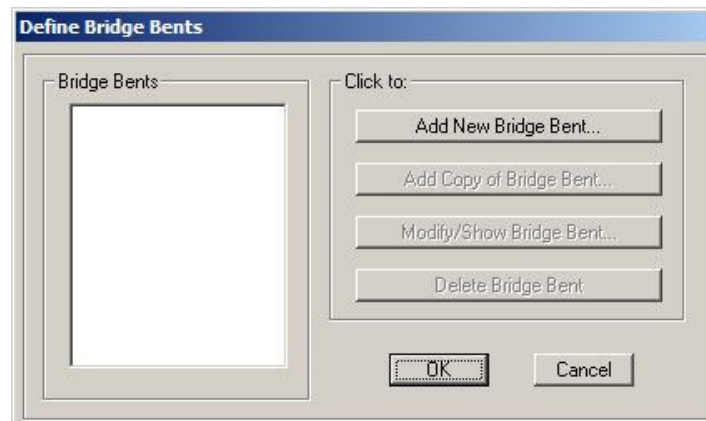 Define Bridge Bents
Bridge Bents
Click to:
Add New Bridge Bent...
Add Copy of Bridge Bent...
Modify/Show Bridge Bent...
Delete Bridge Bent
OK
Cancel